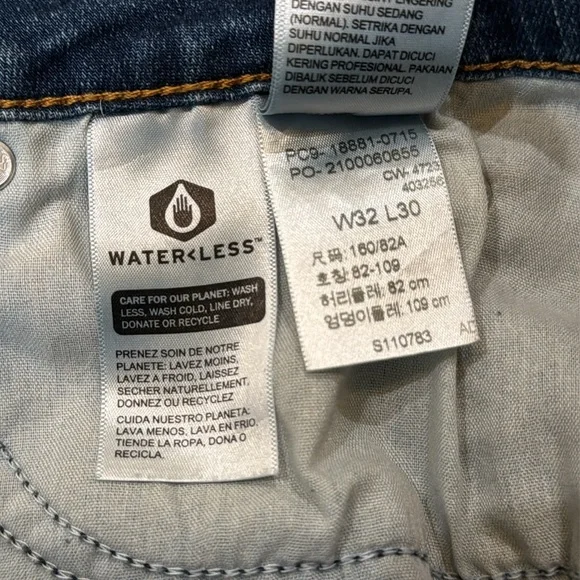 DENGAN SUHU SEDANG
(NORMAL). SETRIKA DENGAN
SUHU NORMAL JIKA
DIPERLUKAN. DAPAT DICUCI
KERING PROFESIONAL. PAKAIAN
DIBALIK SEBELUM DICUCI
DENGAN WARNA SERUPA.
WATER<LESS™
CARE FOR OUR PLANET: WASH
LESS, WASH COLD, LINE DRY,
DONATE OR RECYCLE
PRENEZ SOIN DE NOTRE
PLANETE: LAVEZ MOINS,
LAVEZ A FROID, LAISSEZ
SECHER NATURELLEMENT,
DONNEZ OU RECYCLEZ
CUIDA NUESTRO PLANETA:
LAVA MENOS, LAVA EN FRIO,
TIENDE LA ROPA, DONA O
RECICLA.
PC9- 18881-0715
PO- 2100060655
CW- 4723
403256
W32 L30
尺码: 160/82A
호칭: 82-109
허리둘레: 82 cm
엉덩이둘레: 109 cm
S110783